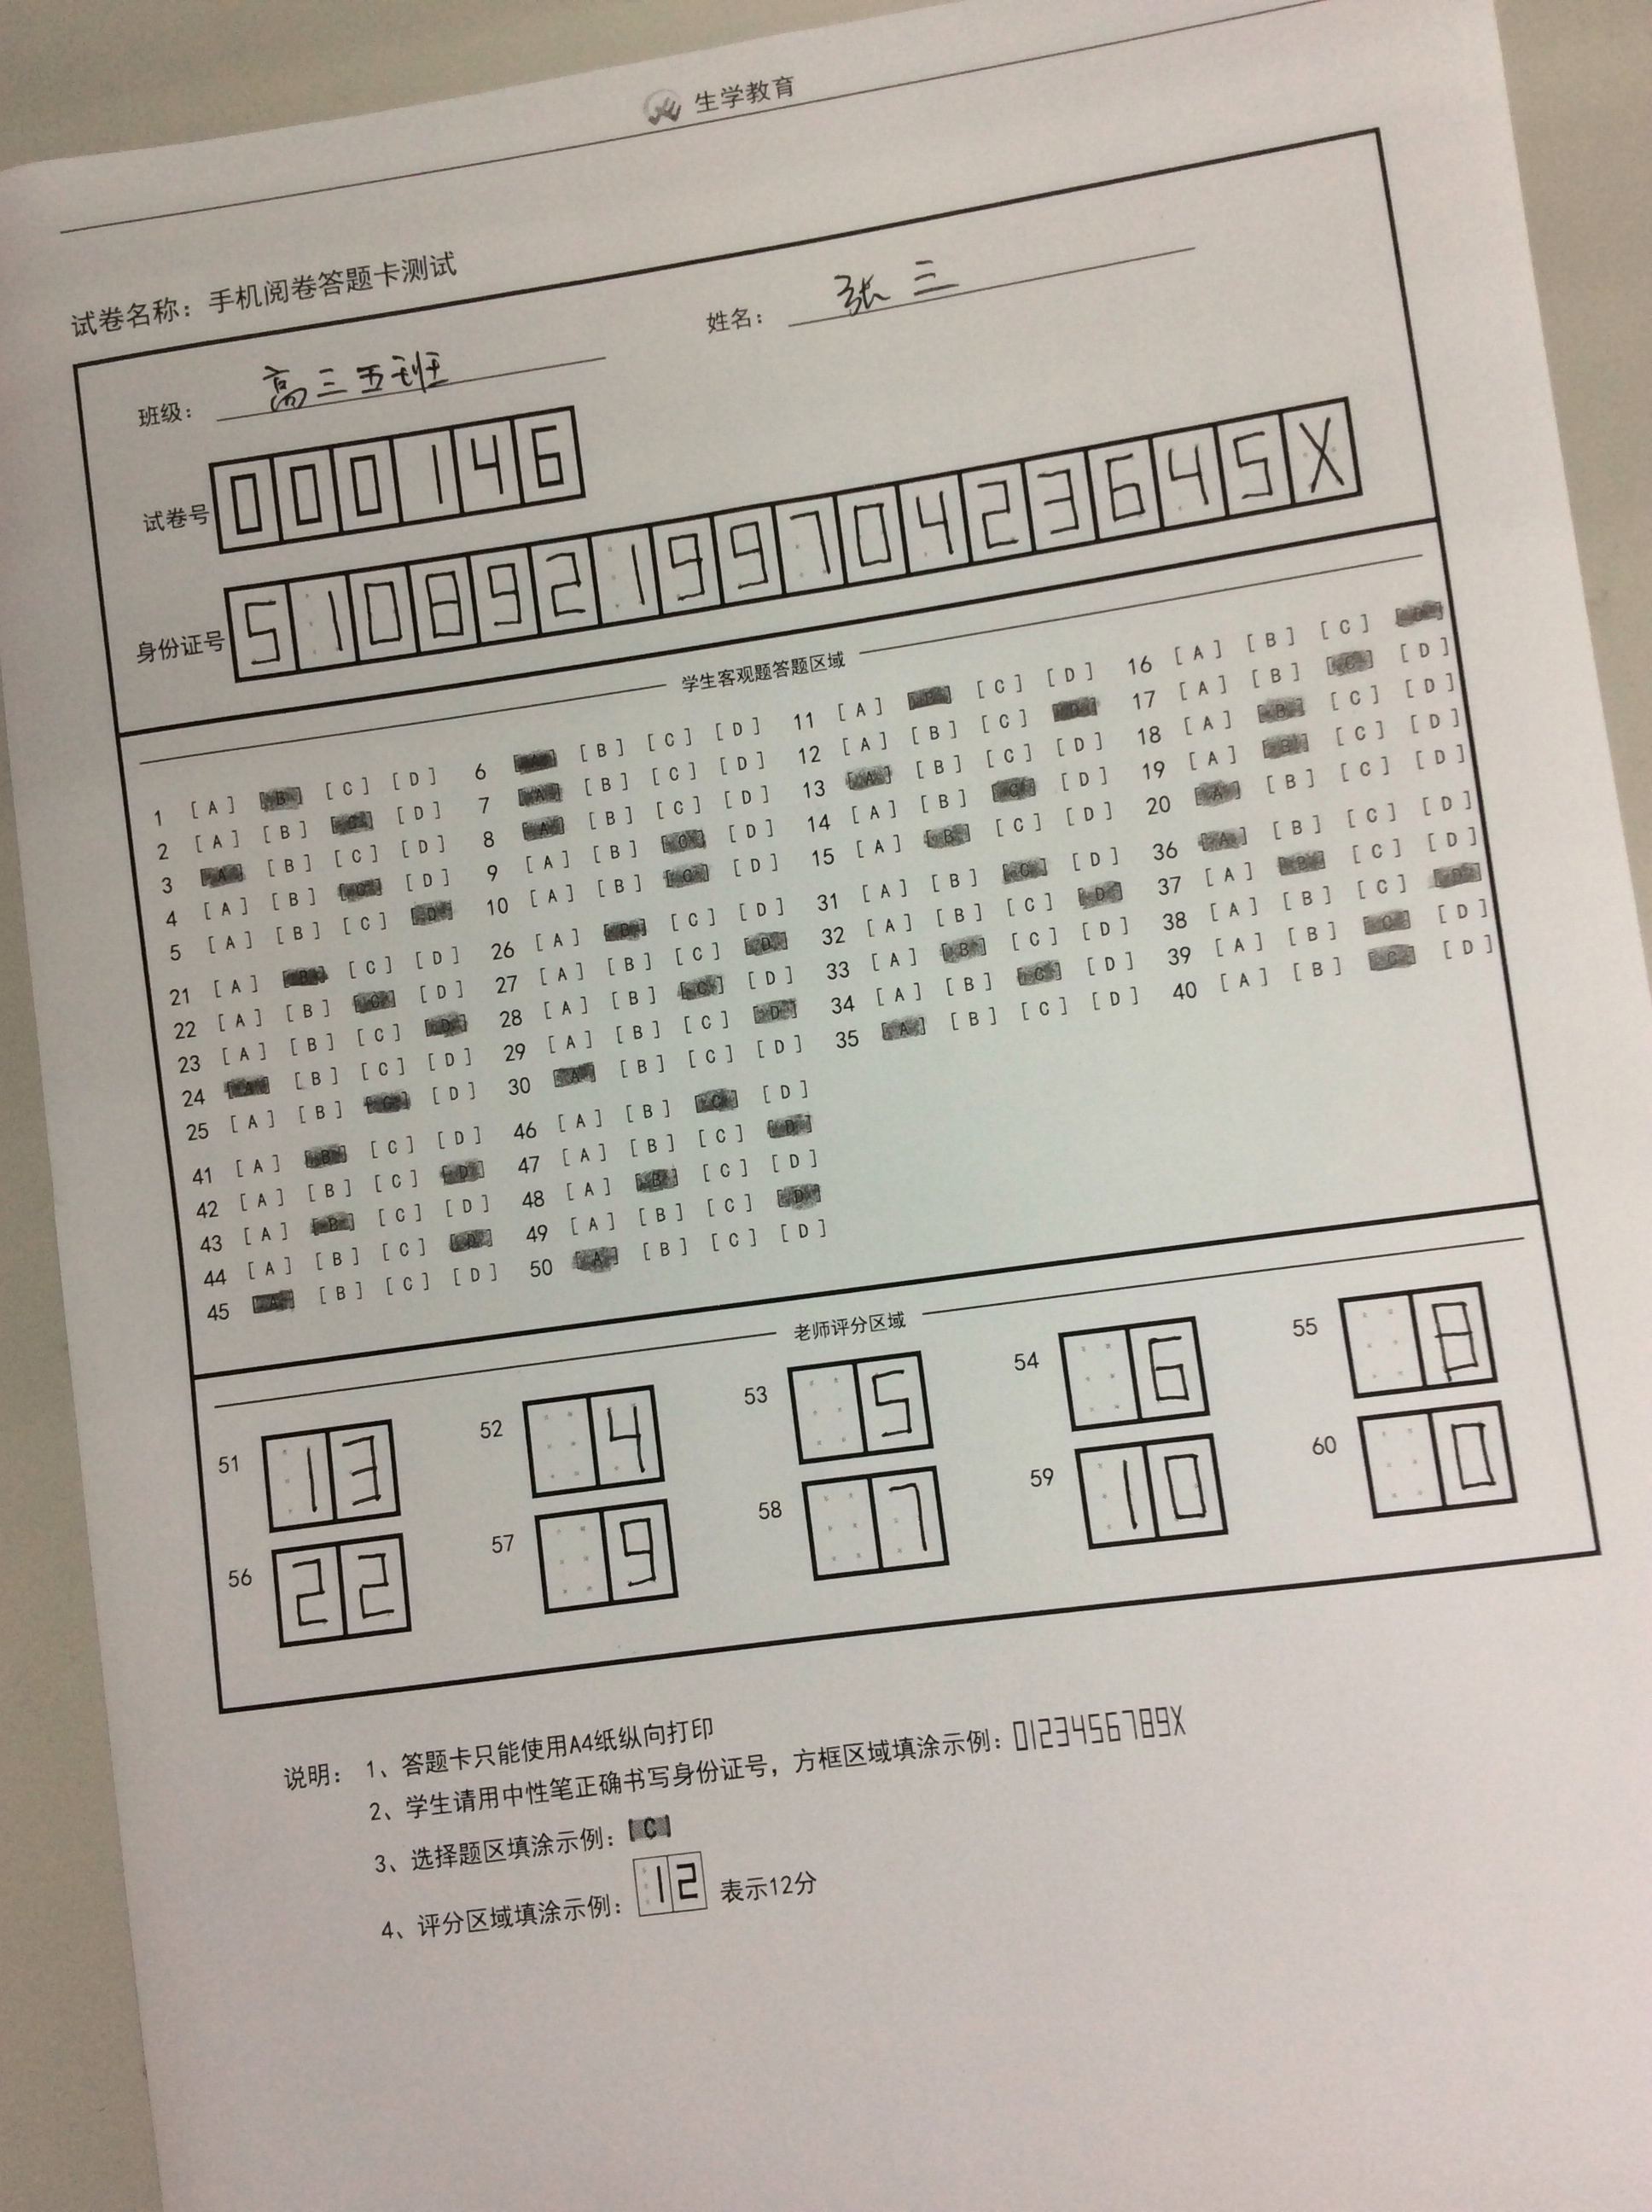 生学教育
试卷名称: 手机阅卷答题卡测试
班级: 高三五班 姓名: 张三
试卷号 000146
身份证号 51089219970423645X
学生客观题答题区域
1 [A] [B] [C] [D] 6 [A] [B] [C] [D] 11 [A] [B] [C] [D] 16 [A] [B] [C] [D]
2 [A] [B] [C] [D] 7 [A] [B] [C] [D] 12 [A] [B] [C] [D] 17 [A] [B] [C] [D]
3 [A] [B] [C] [D] 8 [A] [B] [C] [D] 13 [A] [B] [C] [D] 18 [A] [B] [C] [D]
4 [A] [B] [C] [D] 9 [A] [B] [C] [D] 14 [A] [B] [C] [D] 19 [A] [B] [C] [D]
5 [A] [B] [C] [D] 10 [A] [B] [C] [D] 15 [A] [B] [C] [D] 20 [A] [B] [C] [D]
21 [A] [B] [C] [D] 26 [A] [B] [C] [D] 31 [A] [B] [C] [D] 36 [A] [B] [C] [D]
22 [A] [B] [C] [D] 27 [A] [B] [C] [D] 32 [A] [B] [C] [D] 37 [A] [B] [C] [D]
23 [A] [B] [C] [D] 28 [A] [B] [C] [D] 33 [A] [B] [C] [D] 38 [A] [B] [C] [D]
24 [A] [B] [C] [D] 29 [A] [B] [C] [D] 34 [A] [B] [C] [D] 39 [A] [B] [C] [D]
25 [A] [B] [C] [D] 30 [A] [B] [C] [D] 35 [A] [B] [C] [D] 40 [A] [B] [C] [D]
41 [A] [B] [C] [D] 46 [A] [B] [C] [D]
42 [A] [B] [C] [D] 47 [A] [B] [C] [D]
43 [A] [B] [C] [D] 48 [A] [B] [C] [D]
44 [A] [B] [C] [D] 49 [A] [B] [C] [D]
45 [A] [B] [C] [D] 50 [A] [B] [C] [D]
老师评分区域
51 13 52 4 53 5 54 6 55 8
56 22 57 9 58 7 59 10 60 0
说明: 1、答题卡只能使用A4纸纵向打印
2、学生请用中性笔正确书写身份证号，方框区域填涂示例: 0123456789X
3、选择题区填涂示例: [C]
4、评分区域填涂示例: 12 表示12分